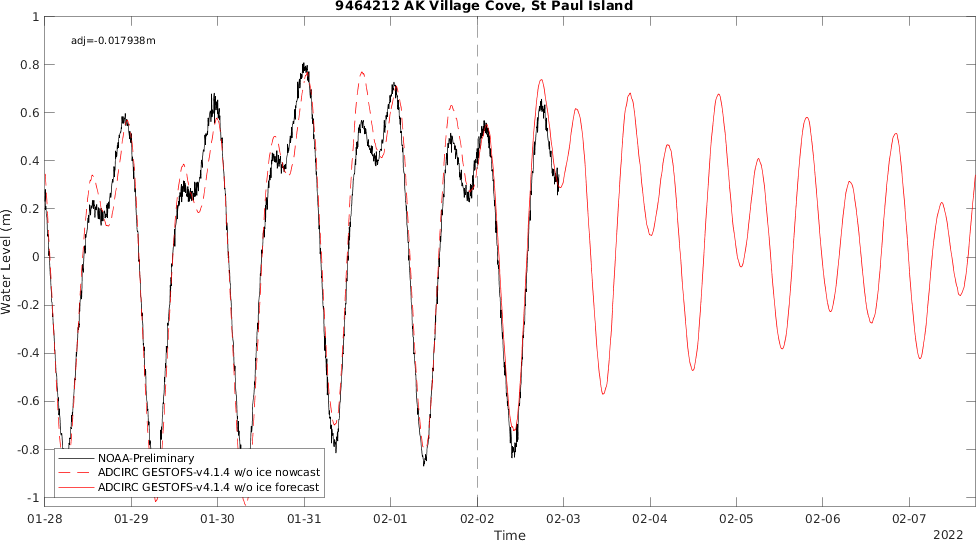 9464212 AK Village Cove, St Paul Island
adj=-0.017938m
1
0.8
0.6
0.4
0.2
0
-0.2
-0.4
-0.6
-0.8
-1
Water Level (m)
NOAA-Preliminary
ADCIRC GESTOFS-v4.1.4 w/o ice nowcast
ADCIRC GESTOFS-v4.1.4 w/o ice forecast
01-28 01-29 01-30 01-31 02-01 02-02 02-03 02-04 02-05 02-06 02-07
Time
2022